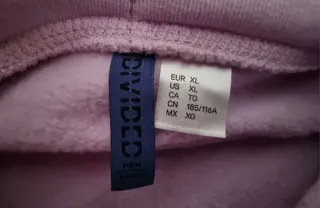 DIVIDED
H&M
EUR XL
US XL
CA TG
CN 185/116A
MX XG